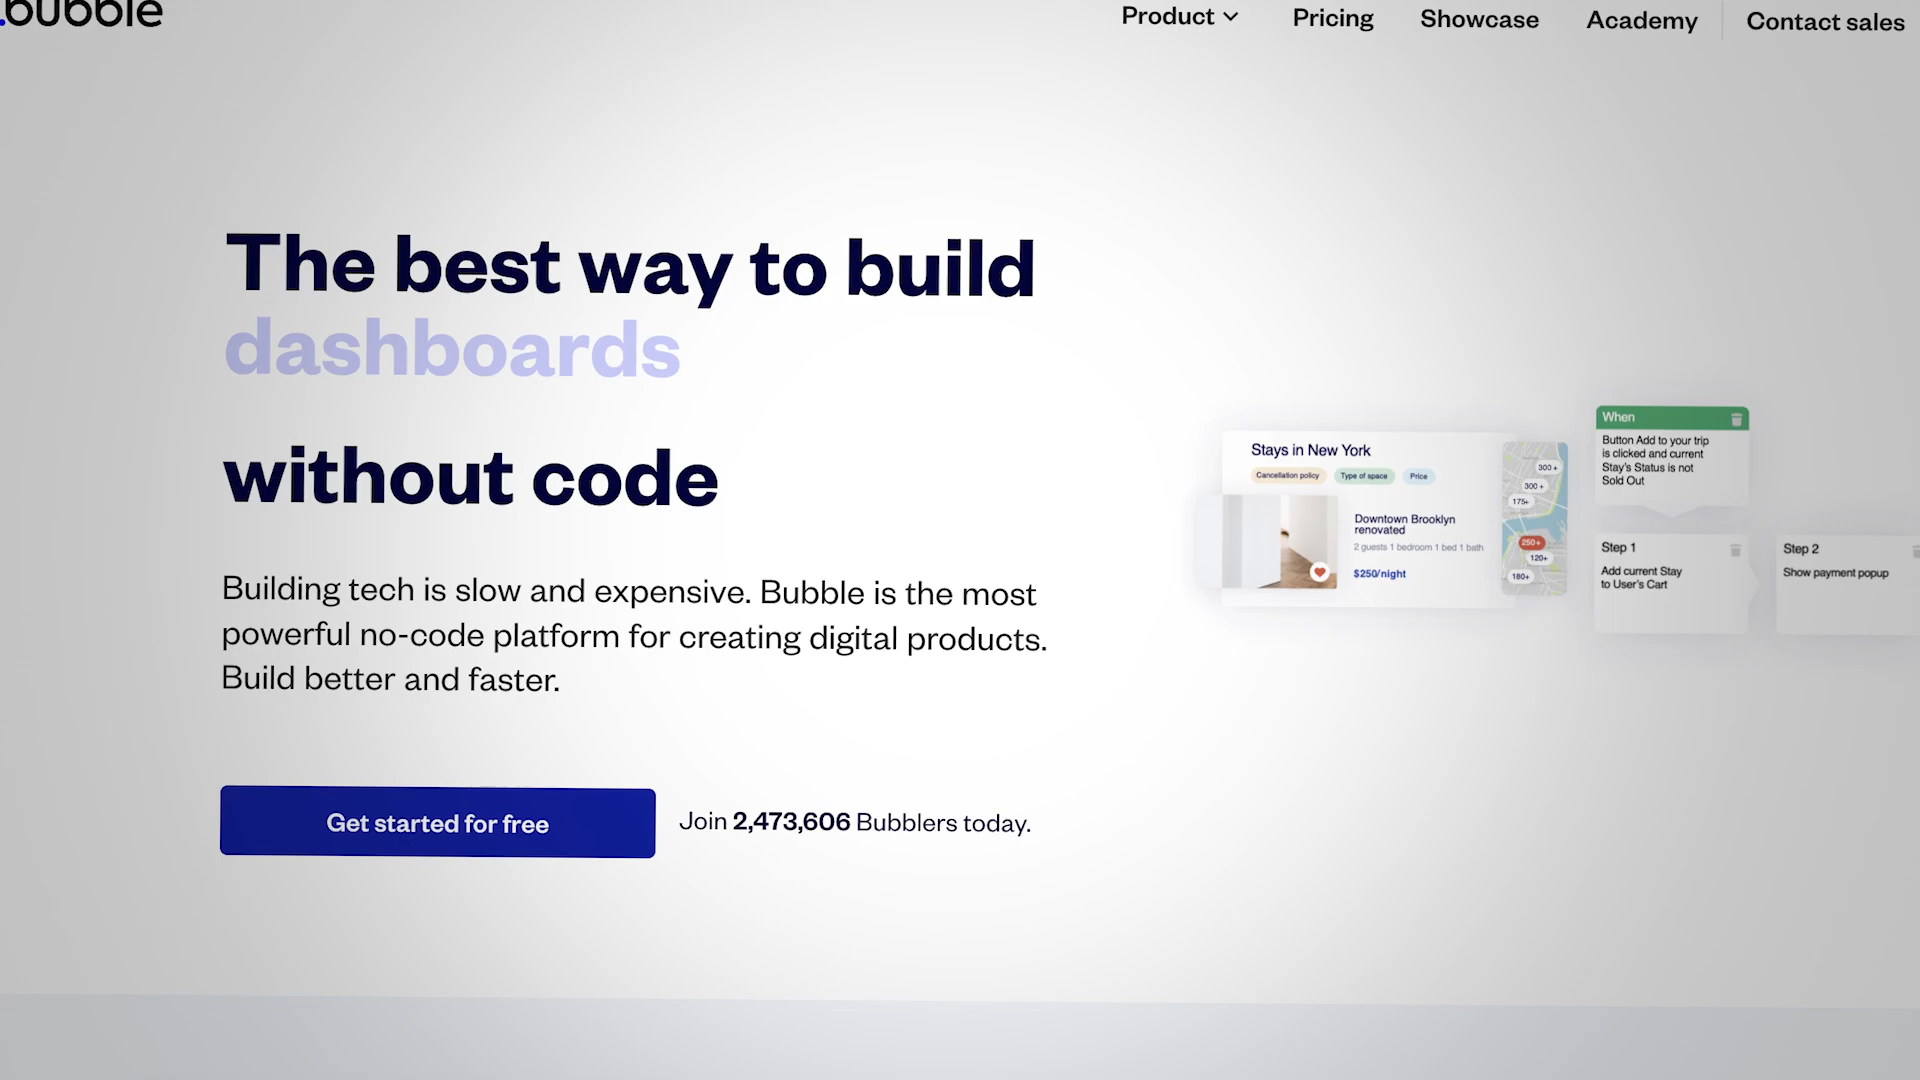 .bubble
Product
Pricing
Showcase
Academy
Contact sales
The best way to build
dashboards
without code
Building tech is slow and expensive. Bubble is the most
powerful no-code platform for creating digital products.
Build better and faster.
Get started for free
Join 2,473,606 Bubblers today.
Stays in New York
Cancellation policy
Type of space
Price
Downtown Brooklyn
renovated
2 guests 1 bedroom 1 bed 1 bath
$250/night
300+
300+
175+
250+
120+
180+
When
Button Add to your trip
is clicked and current
Stay's Status is not
Sold Out
Step 1
Add current Stay
to User's Cart
Step 2
Show payment popup